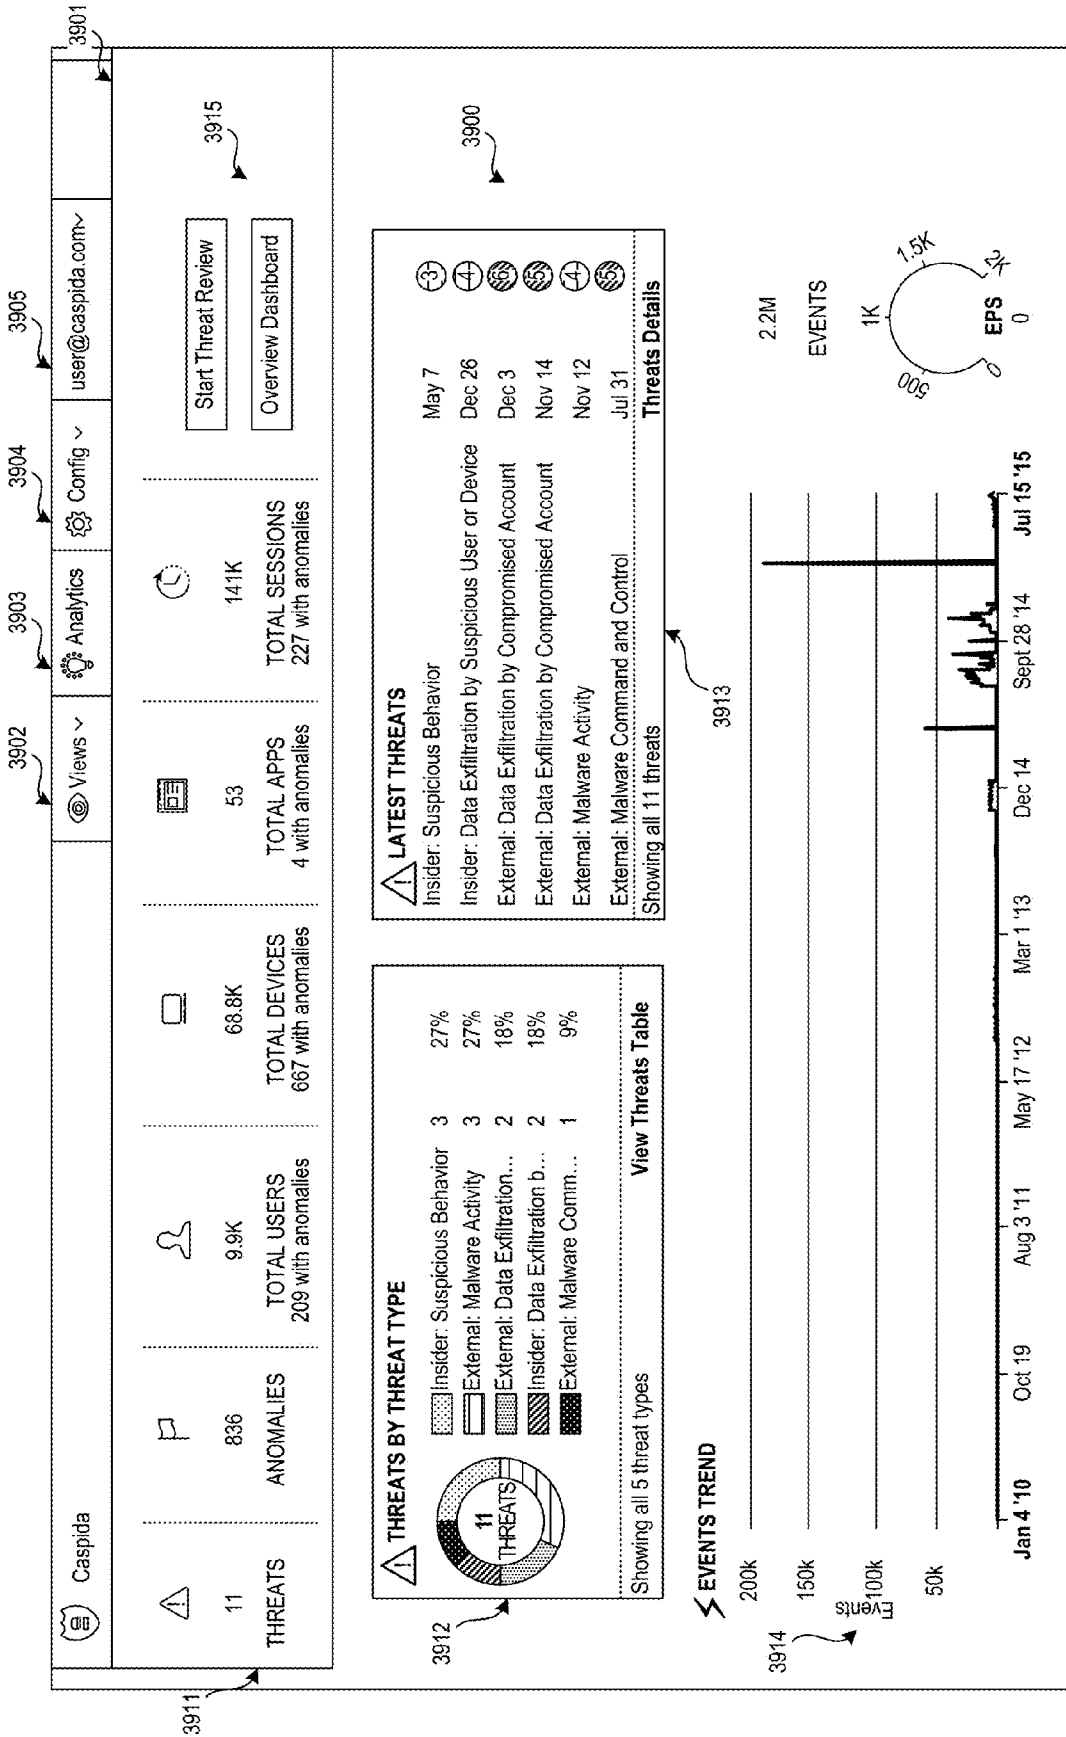 3901
3902
3903
3904
3905
Caspida
Views
Analytics
Config
user@caspida.com
3911
11
THREATS
836
ANOMALIES
9.9K
TOTAL USERS
209 with anomalies
68.8K
TOTAL DEVICES
667 with anomalies
53
TOTAL APPS
4 with anomalies
141K
TOTAL SESSIONS
227 with anomalies
Start Threat Review
Overview Dashboard
3915
3900
3912
THREATS BY THREAT TYPE
11
THREATS
Insider: Suspicious Behavior 3 27%
External: Malware Activity 3 27%
External: Data Exfiltration... 2 18%
Insider: Data Exfiltration b... 2 18%
External: Malware Comm... 1 9%
Showing all 5 threat types View Threats Table
LATEST THREATS
Insider: Suspicious Behavior May 7 3
Insider: Data Exfiltration by Suspicious User or Device Dec 26 4
External: Data Exfiltration by Compromised Account Dec 3 6
External: Data Exfiltration by Compromised Account Nov 14 5
External: Malware Activity Nov 12 4
External: Malware Command and Control Jul 31 5
Showing all 11 threats Threats Details
3913
3914
EVENTS TREND
Events
200k
150k
100k
50k
Jan 4 '10
Oct 19
Aug 3 '11
May 17 '12
Mar 1 '13
Dec 14
Sept 28 '14
Jul 15 '15
2.2M
EVENTS
0
500
1K
1.5K
2K
EPS
0